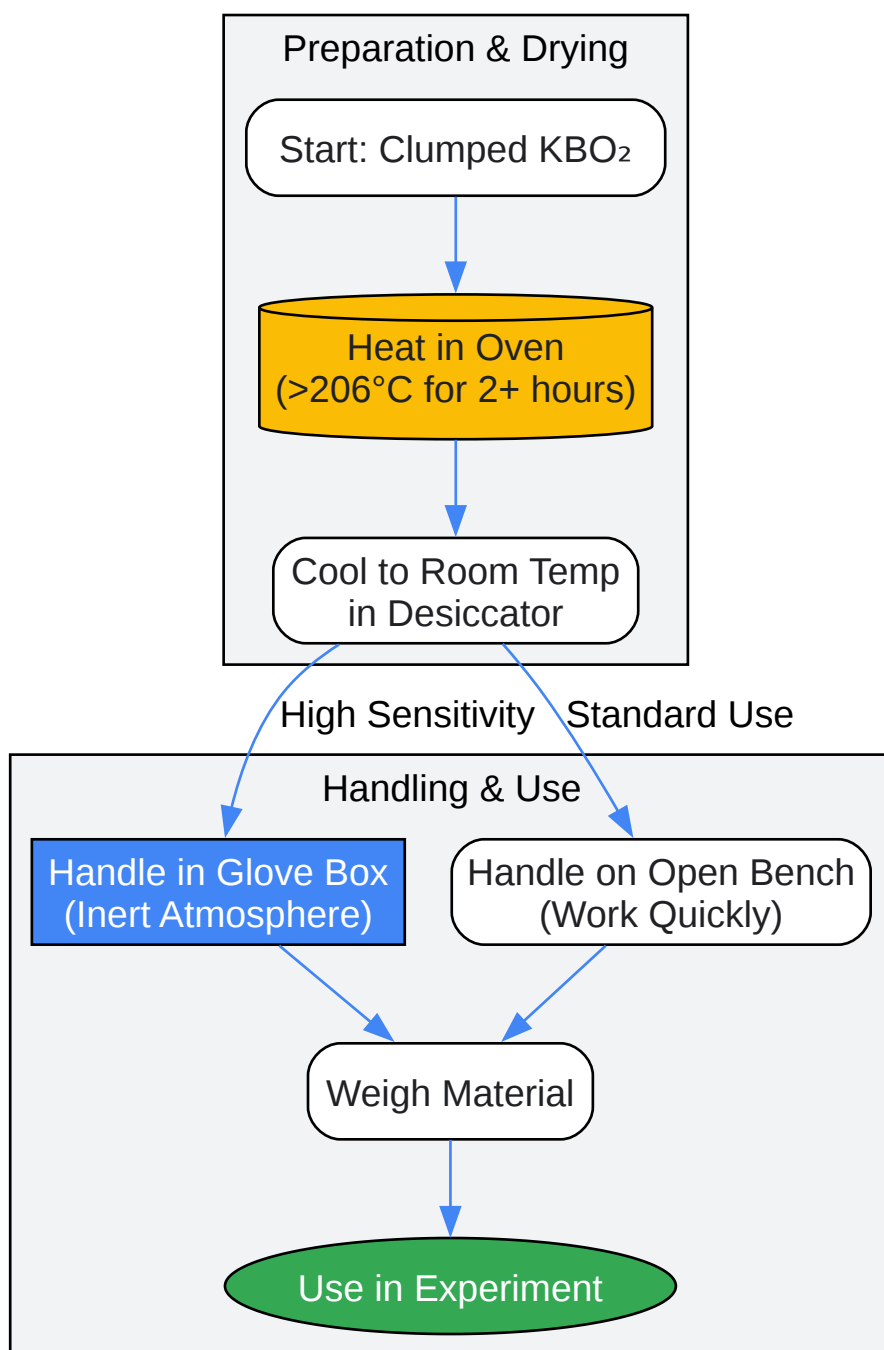 Preparation & Drying
Start: Clumped KBO₂
Heat in Oven
(>206°C for 2+ hours)
Cool to Room Temp
in Desiccator
High Sensitivity
Standard Use
Handling & Use
Handle in Glove Box
(Inert Atmosphere)
Handle on Open Bench
(Work Quickly)
Weigh Material
Use in Experiment